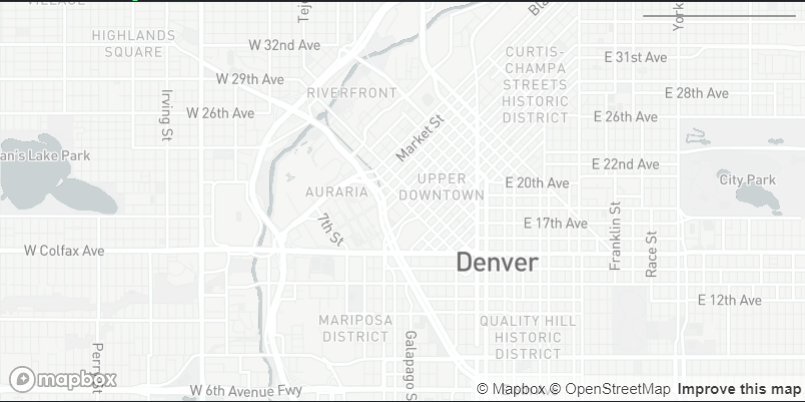 VILLAGE
York
HIGHLANDS
SQUARE
W 32nd Ave
CURTIS-
CHAMPA
STREETS
HISTORIC
DISTRICT
E 31st Ave
W 29th Ave
RIVERFRONT
E 28th Ave
Irving St
W 26th Ave
Market St
E 26th Ave
Lake Park
E 22nd Ave
UPPER
DOWNTOWN
City Park
AURARIA
E 20th Ave
7th St
E 17th Ave
Franklin St
Race St
W Colfax Ave
Denver
E 12th Ave
MARIPOSA
DISTRICT
QUALITY HILL
HISTORIC
DISTRICT
Galapago S
mapbox
W 6th Avenue Fwy
© Mapbox © OpenStreetMap Improve this map